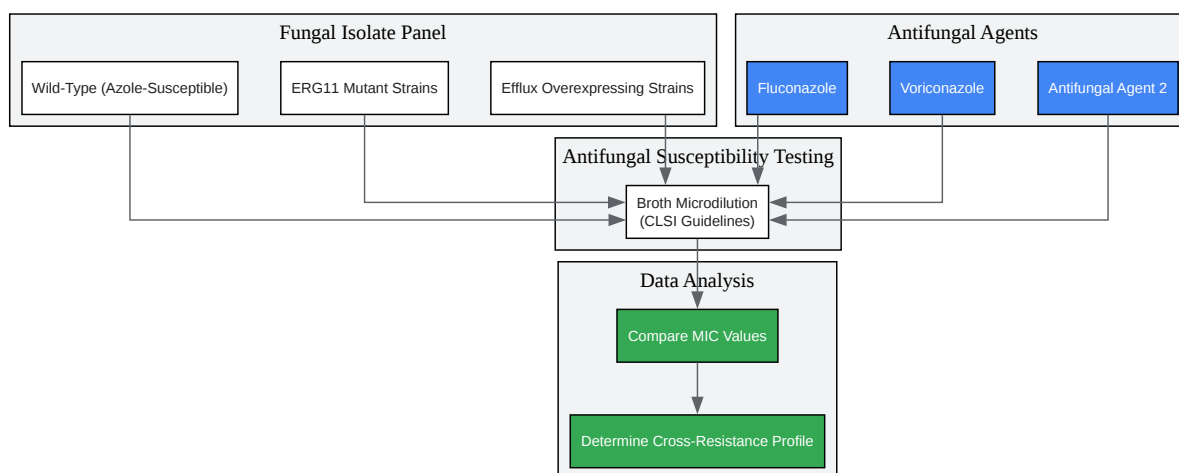 Fungal Isolate Panel
Wild-Type (Azole-Susceptible)
ERG11 Mutant Strains
Efflux Overexpressing Strains
Antifungal Agents
Fluconazole
Voriconazole
Antifungal Agent 2
Antifungal Susceptibility Testing
Broth Microdilution
(CLSI Guidelines)
Data Analysis
Compare MIC Values
Determine Cross-Resistance Profile